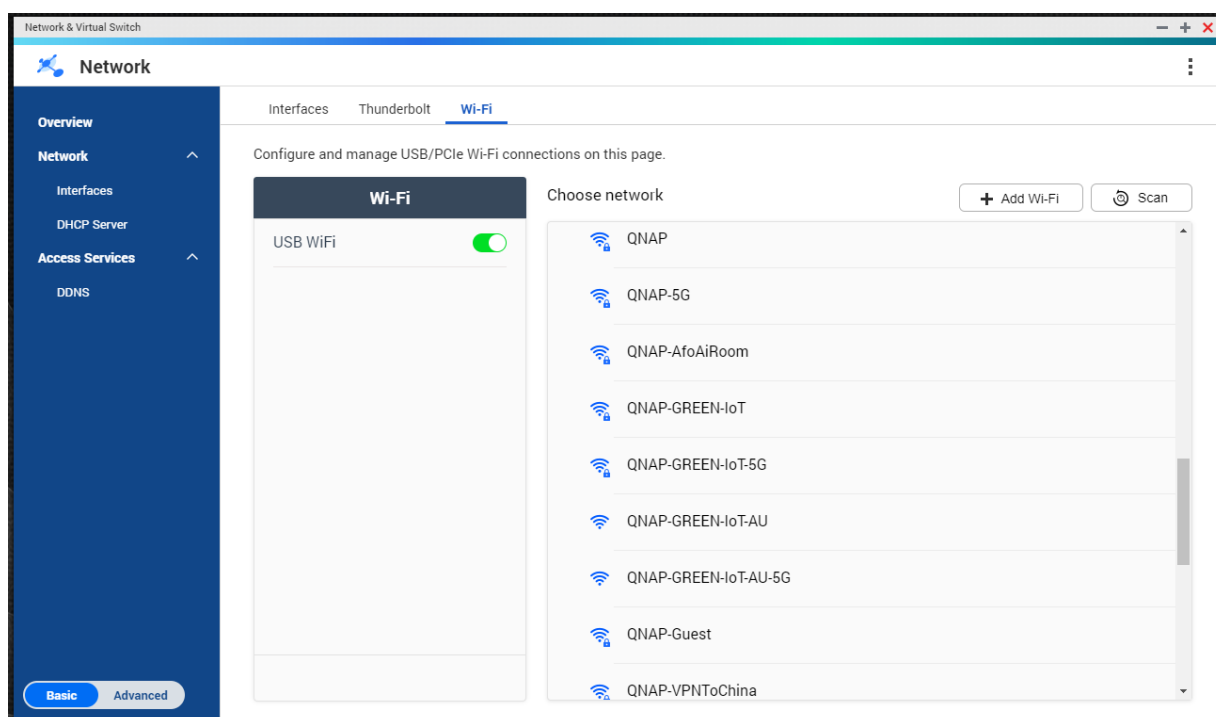 Network & Virtual Switch
Network
Overview
Network
Interfaces
DHCP Server
Access Services
DDNS
Basic Advanced
Interfaces Thunderbolt Wi-Fi
Configure and manage USB/PCIe Wi-Fi connections on this page.
Wi-Fi
USB WiFi
Choose network
Add Wi-Fi
Scan
QNAP
QNAP-5G
QNAP-AfoAiRoom
QNAP-GREEN-IoT
QNAP-GREEN-IoT-5G
QNAP-GREEN-IoT-AU
QNAP-GREEN-IoT-AU-5G
QNAP-Guest
QNAP-VPNToChina